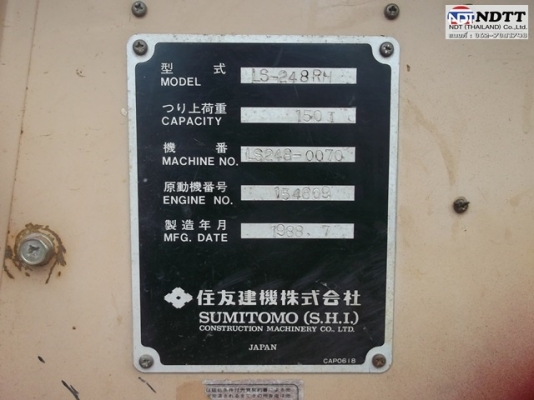 NDT NDTT
NDT (THAILAND) Co.,Ltd.
型式 LS-248RH
MODEL
つり上荷重 150T
CAPACITY
機番 LS248-0070
MACHINE NO.
原動機番号
ENGINE NO.
製造年月 1988. 7
MFG. DATE
住友建機株式会社
SUMITOMO (S.H.I.)
CONSTRUCTION MACHINERY CO., LTD.
JAPAN
CAP0618